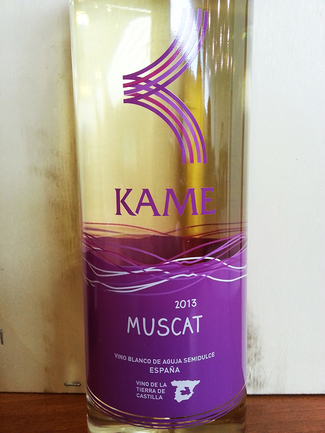 KAME
2013
MUSCAT
VINO BLANCO DE AGUJA SEMIDULCE
ESPAÑA
VINO DE LA
TIERRA DE
CASTILLA